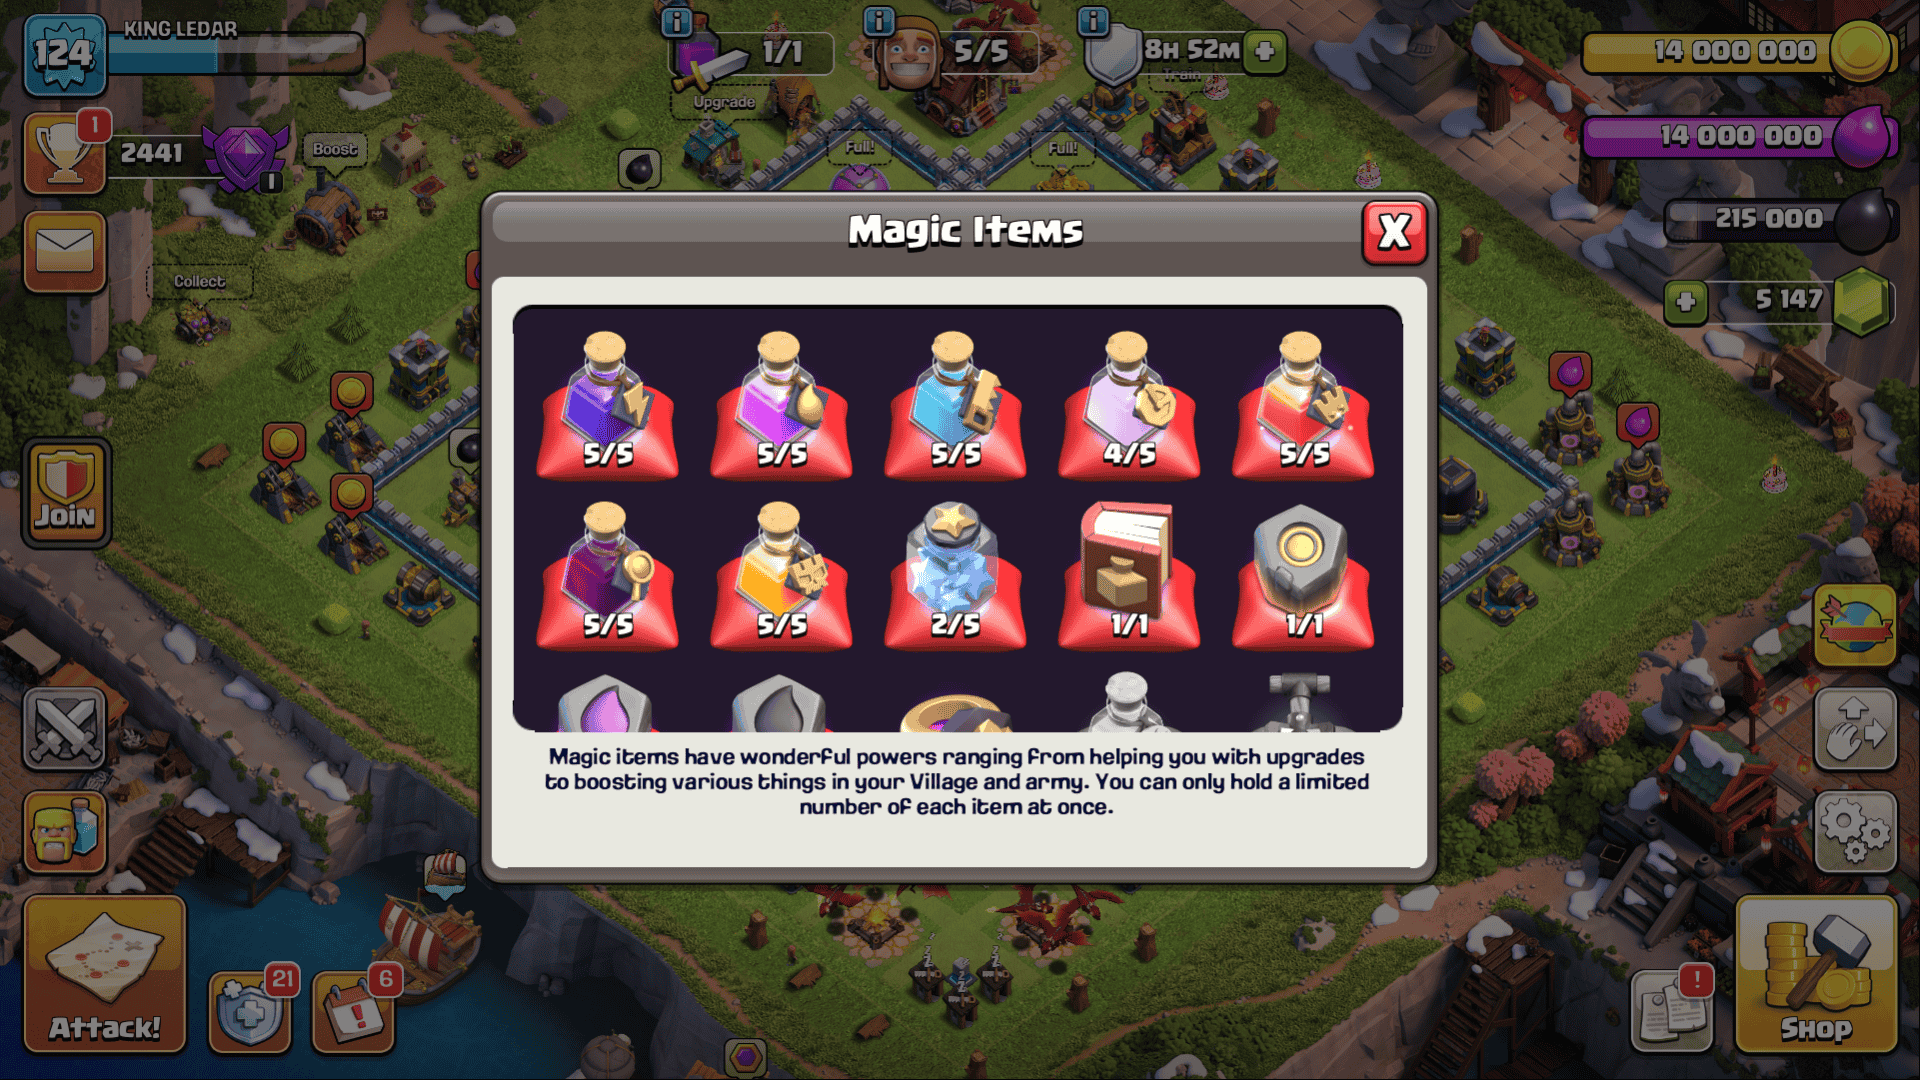 124
KING LEDAR
1/1
5/5
8H 52M
Train
14 000 000
Upgrade
1
2441
Boost
I
Full!
Full!
14 000 000
215 000
5 147
Collect
Magic Items
X
5/5
5/5
5/5
4/5
5/5
5/5
5/5
2/5
1/1
1/1
Magic items have wonderful powers ranging from helping you with upgrades
to boosting various things in your Village and army. You can only hold a limited
number of each item at once.
Join
Attack!
21
6
!
Shop